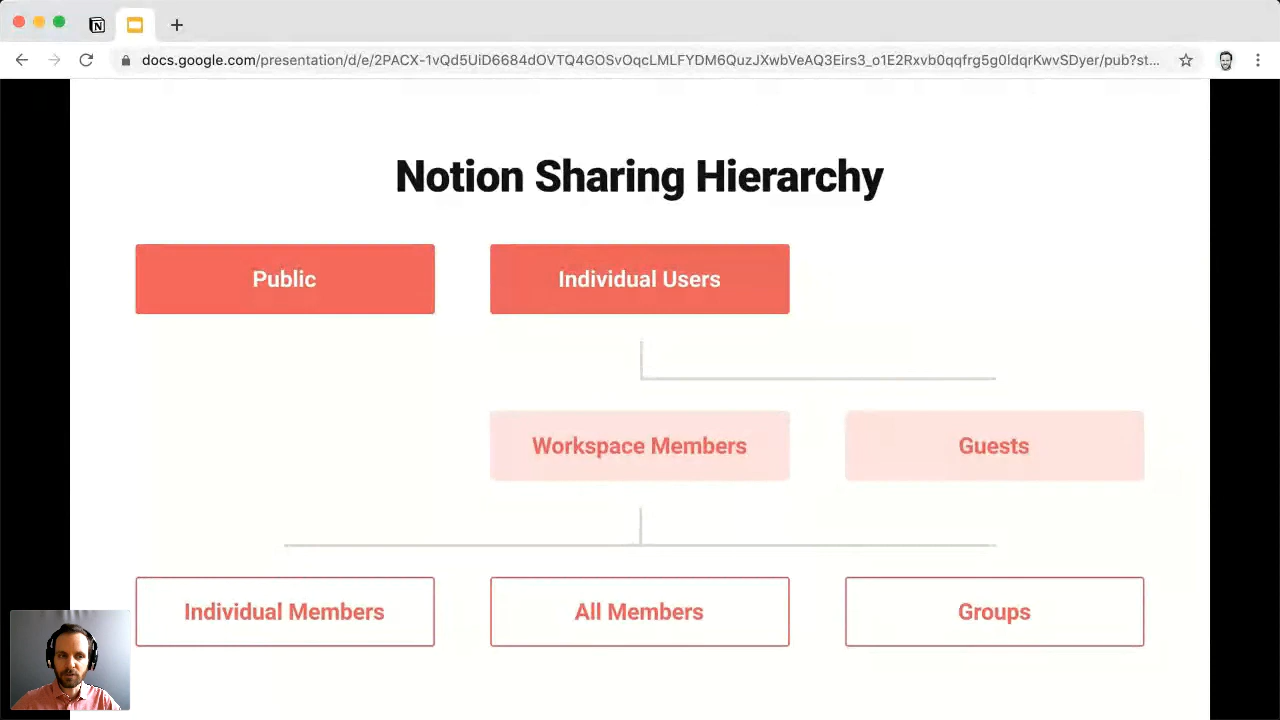 docs.google.com/presentation/d/e/2PACX-1vQd5UiD6684dOVTQ4GOSvOqcLMLFYDM6QuzJXwbVeAQ3Eirs3_o1E2Rxvb0qqfrg5g0IdqrKwvSDyer/pub?st...
Notion Sharing Hierarchy
Public
Individual Users
Workspace Members
Guests
Individual Members
All Members
Groups